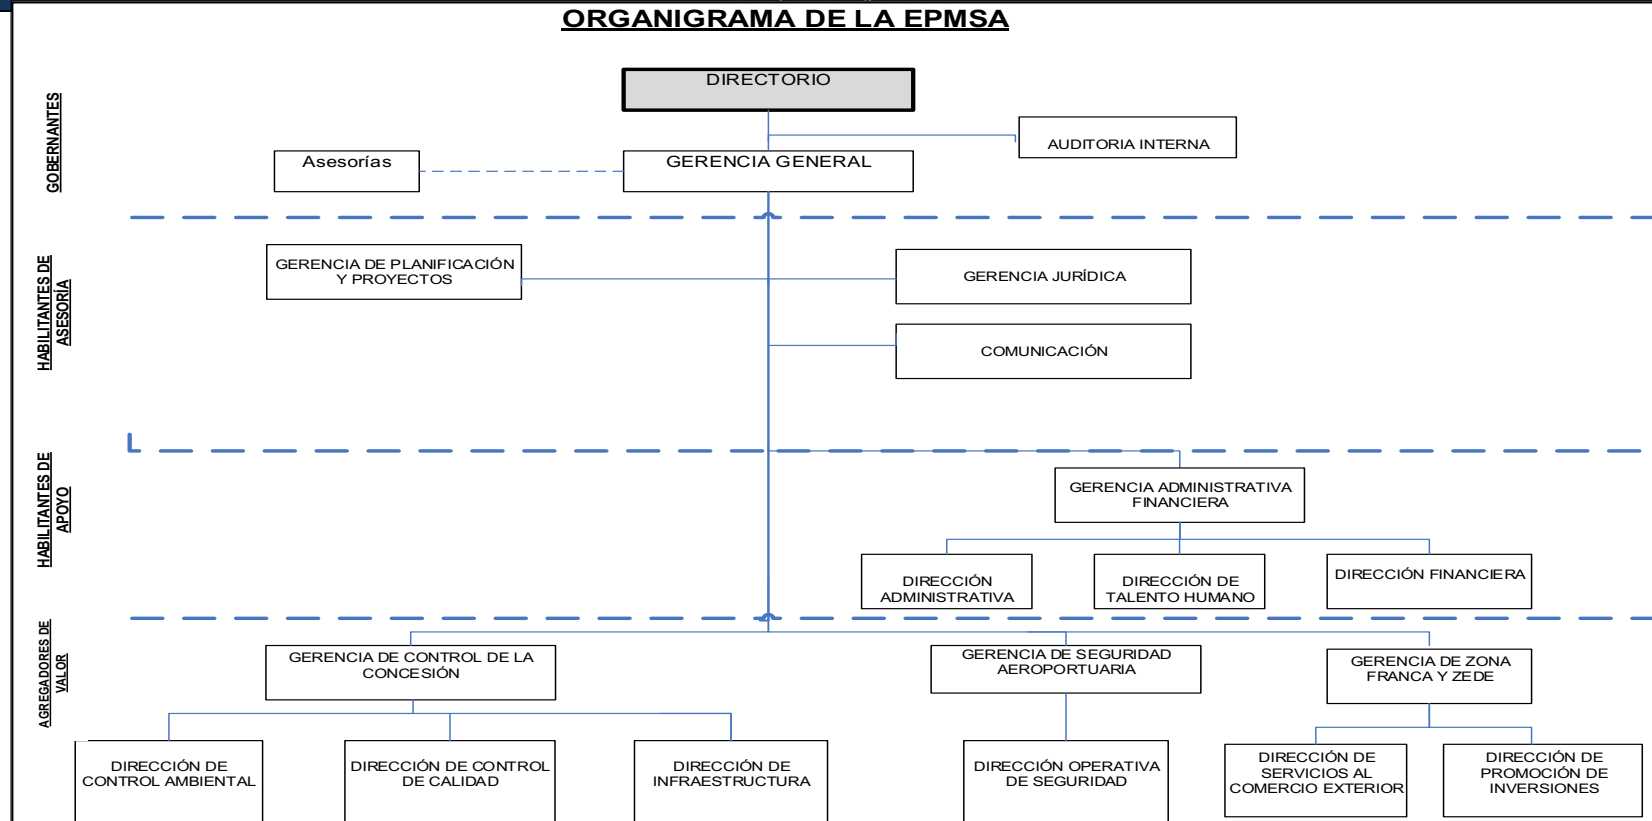 ORGANIGRAMA DE LA EPMSA
GOBERNANTES
DIRECTORIO
AUDITORIA INTERNA
Asesorías
GERENCIA GENERAL
HABILITANTES DE
ASESORÍA
GERENCIA DE PLANIFICACIÓN
Y PROYECTOS
GERENCIA JURÍDICA
COMUNICACIÓN
HABILITANTES DE
APOYO
GERENCIA ADMINISTRATIVA
FINANCIERA
DIRECCIÓN
ADMINISTRATIVA
DIRECCIÓN DE
TALENTO HUMANO
DIRECCIÓN FINANCIERA
AGREGADORES DE
VALOR
GERENCIA DE CONTROL DE LA
CONCESIÓN
GERENCIA DE SEGURIDAD
AEROPORTUARIA
GERENCIA DE ZONA
FRANCA Y ZEDE
DIRECCIÓN DE
CONTROL AMBIENTAL
DIRECCIÓN DE CONTROL
DE CALIDAD
DIRECCIÓN DE
INFRAESTRUCTURA
DIRECCIÓN OPERATIVA
DE SEGURIDAD
DIRECCIÓN DE
SERVICIOS AL
COMERCIO EXTERIOR
DIRECCIÓN DE
PROMOCIÓN DE
INVERSIONES